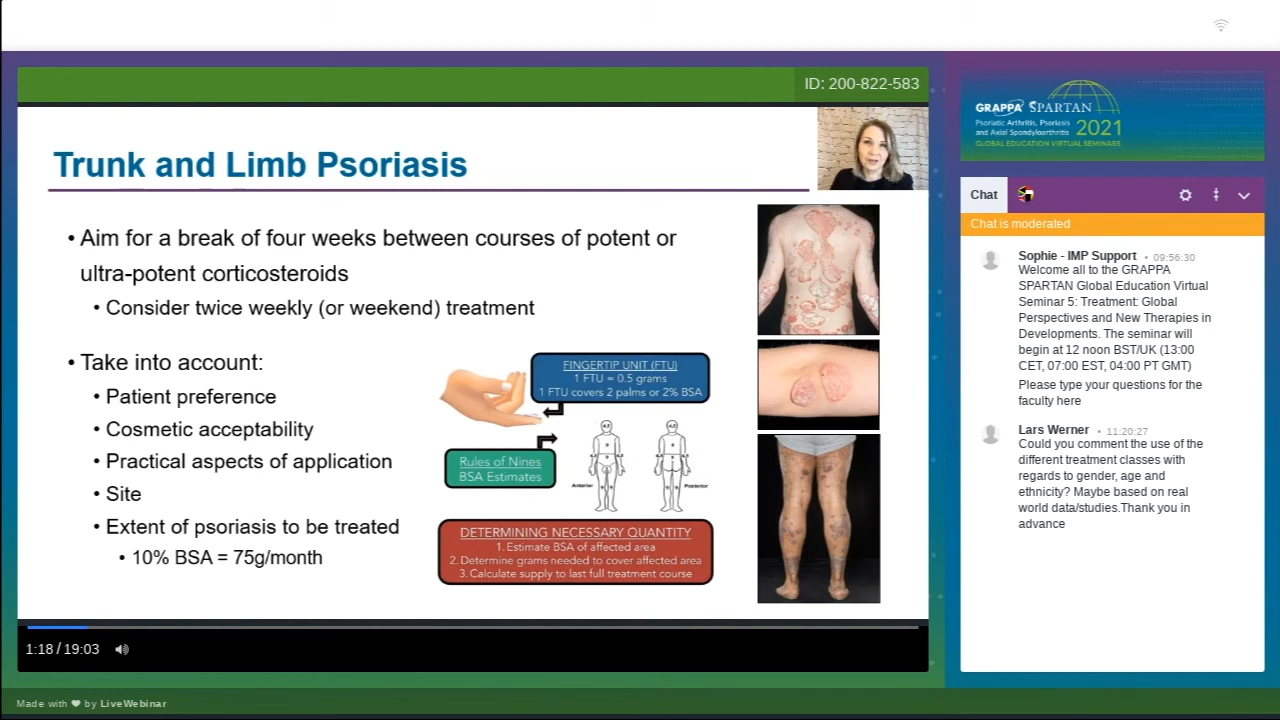 ID: 200-822-583
Trunk and Limb Psoriasis
• Aim for a break of four weeks between courses of potent or
ultra-potent corticosteroids
• Consider twice weekly (or weekend) treatment
• Take into account:
• Patient preference
• Cosmetic acceptability
• Practical aspects of application
• Site
• Extent of psoriasis to be treated
• 10% BSA = 75g/month
FINGERTIP UNIT (FTU)
1 FTU = 0.5 grams
1 FTU covers 2 palms or 2% BSA
Rules of Nines
BSA Estimates
Anterior
Posterior
DETERMINING NECESSARY QUANTITY
1. Estimate BSA of affected area
2. Determine grams needed to cover affected area
3. Calculate supply to last full treatment course
1:18 / 19:03
GRAPPA SPARTAN
Psoriatic Arthritis, Psoriasis
and Axial Spondyloarthritis 2021
GLOBAL EDUCATION VIRTUAL SEMINARS
Chat
Chat is moderated
Sophie - IMP Support • 09:56:30
Welcome all to the GRAPPA
SPARTAN Global Education Virtual
Seminar 5: Treatment: Global
Perspectives and New Therapies in
Developments. The seminar will
begin at 12 noon BST/UK (13:00
CET, 07:00 EST, 04:00 PT GMT)
Please type your questions for the
faculty here
Lars Werner • 11:20:27
Could you comment the use of the
different treatment classes with
regards to gender, age and
ethnicity? Maybe based on real
world data/studies.Thank you in
advance
Made with ❤ by LiveWebinar